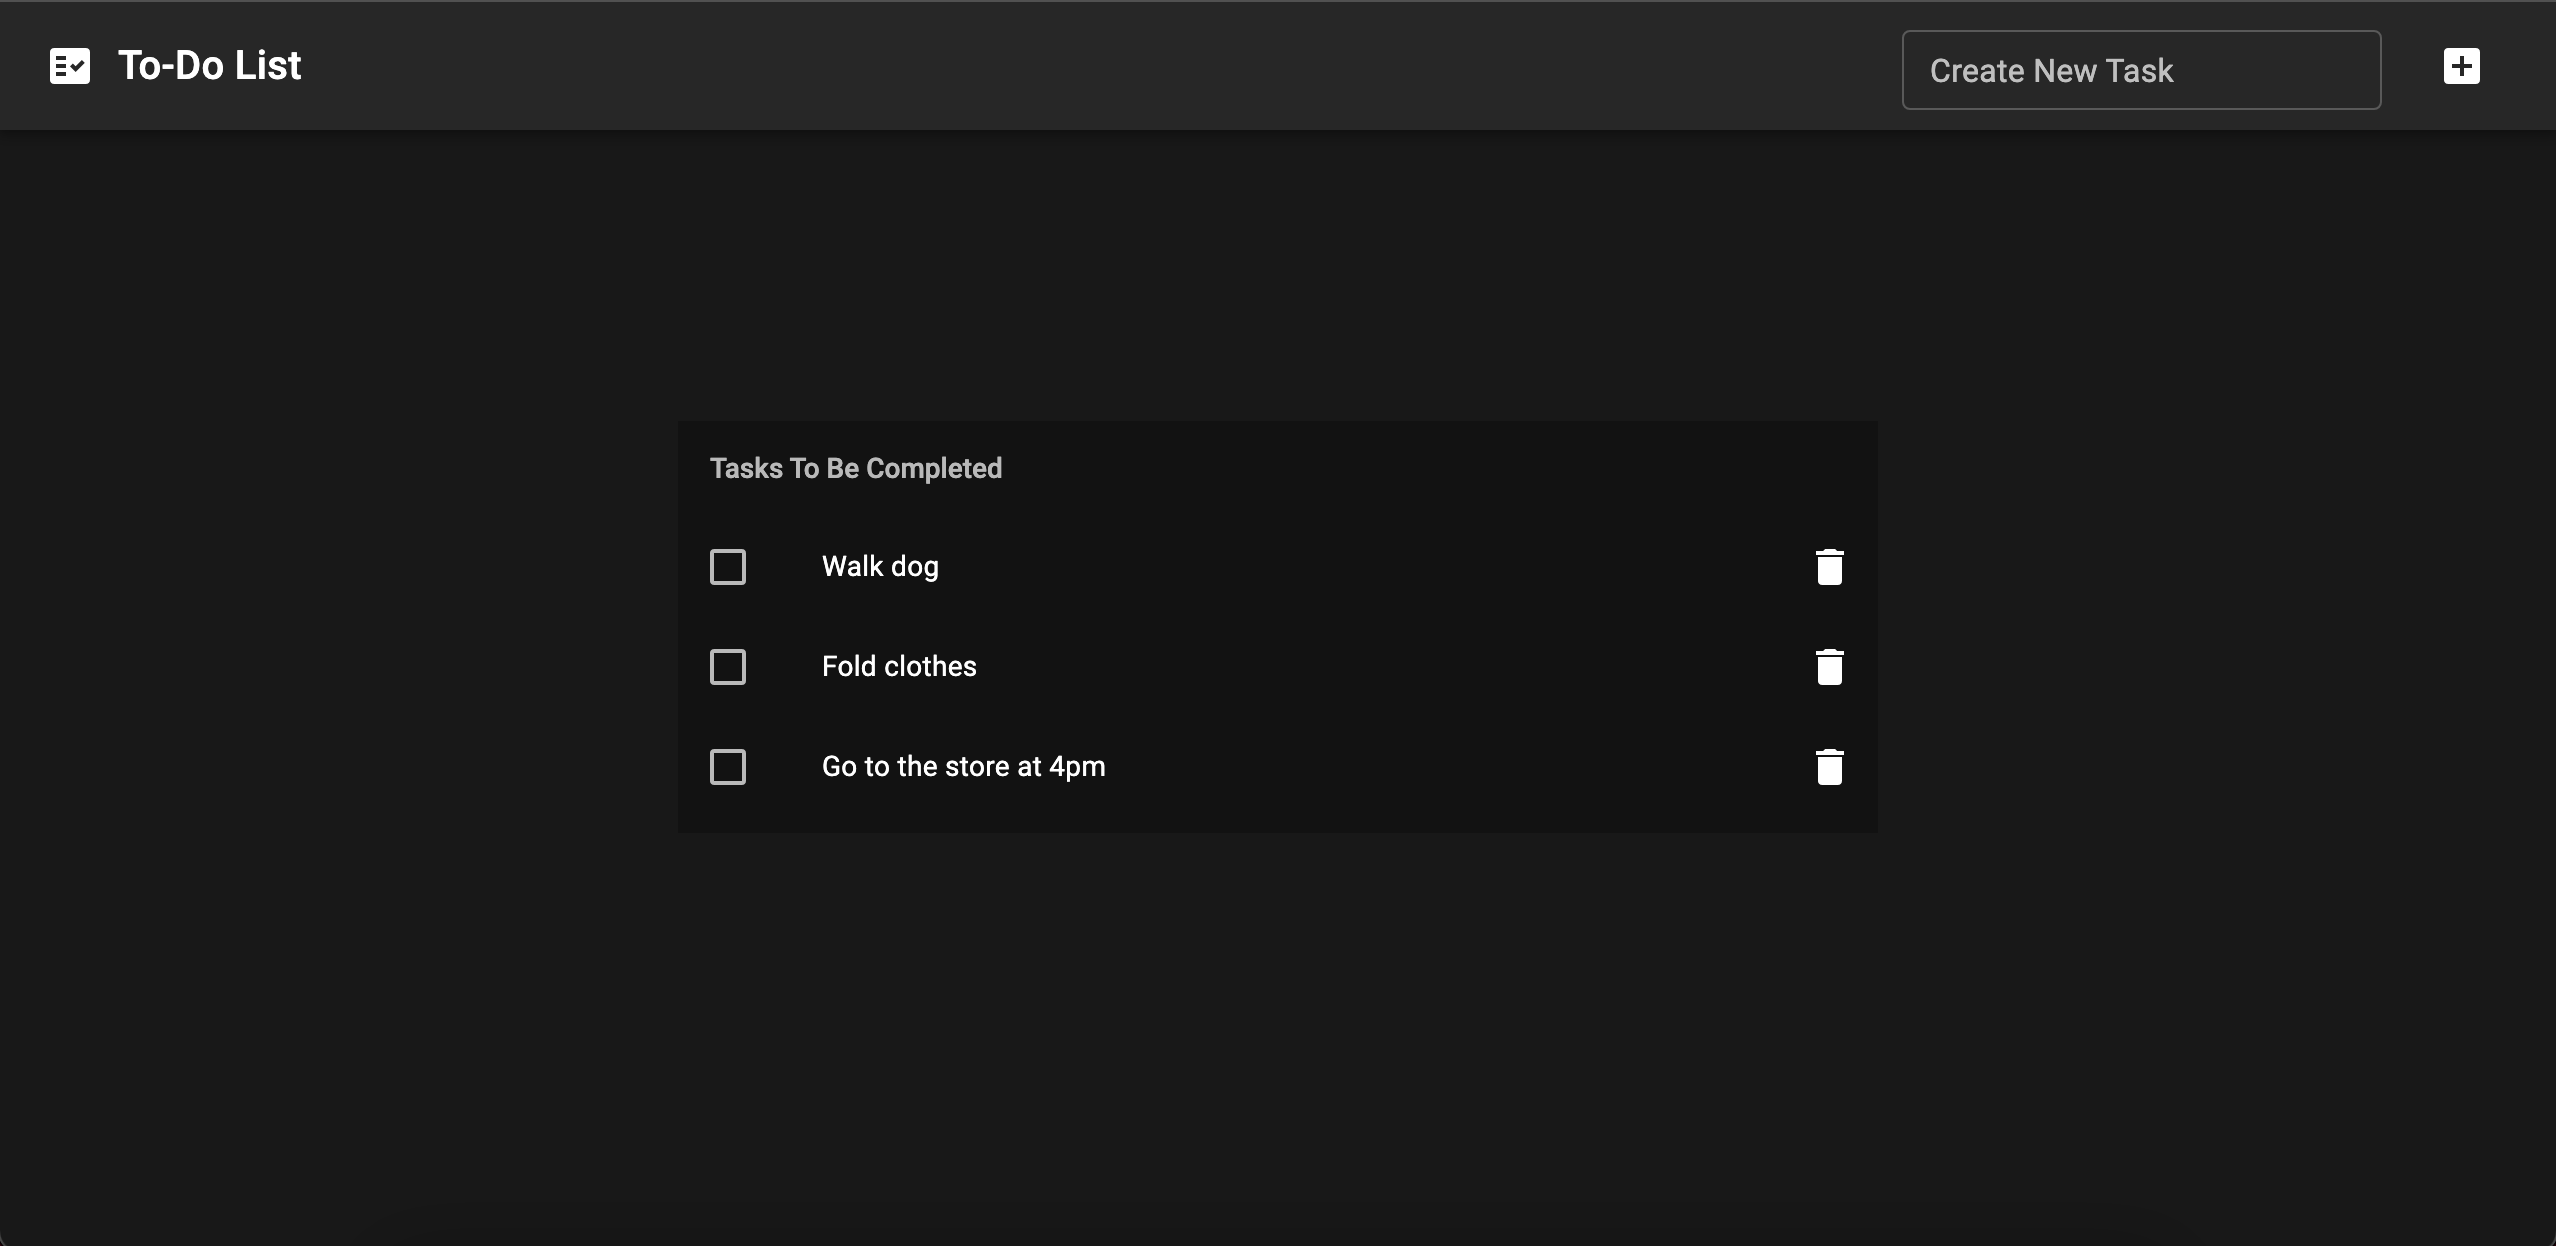 To-Do List
Create New Task
Tasks To Be Completed
Walk dog
Fold clothes
Go to the store at 4pm